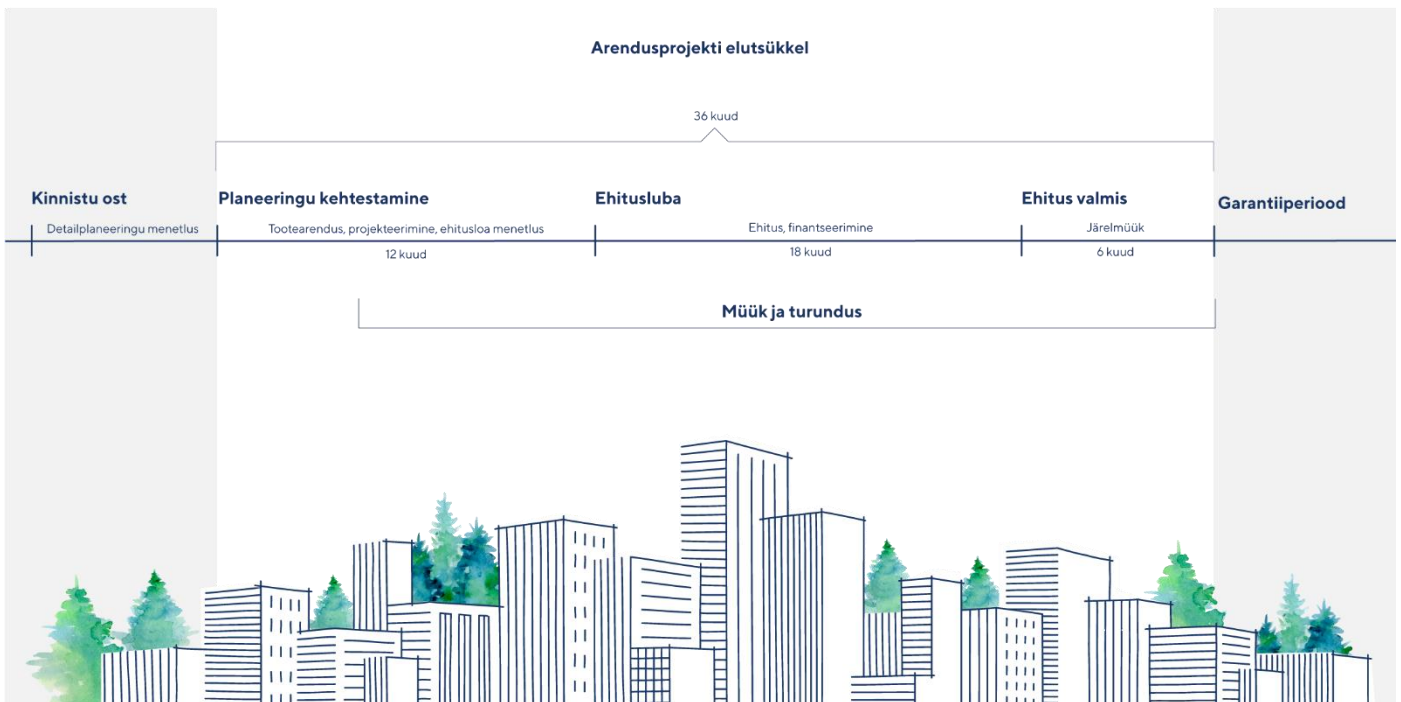 Arendusprojekti elutsükkel
36 kuud
Kinnistu ost
Planeeringu kehtestamine
Ehitusluba
Ehitus valmis
Garantiiperiood
Detailplaneeringu menetlus
Tootearendus, projekteerimine, ehitusloa menetlus
Ehitus, finantseerimine
Järelmüük
12 kuud
18 kuud
6 kuud
Müük ja turundus